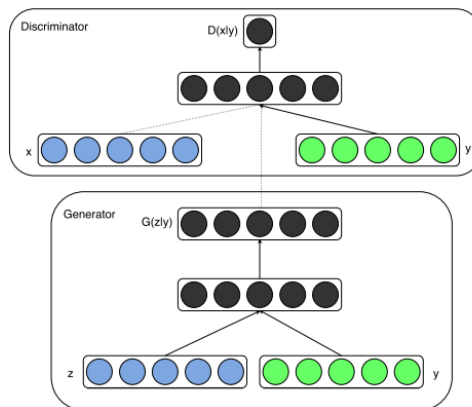 Discriminator
D(x|y)
x
y
Generator
G(z|y)
z
y